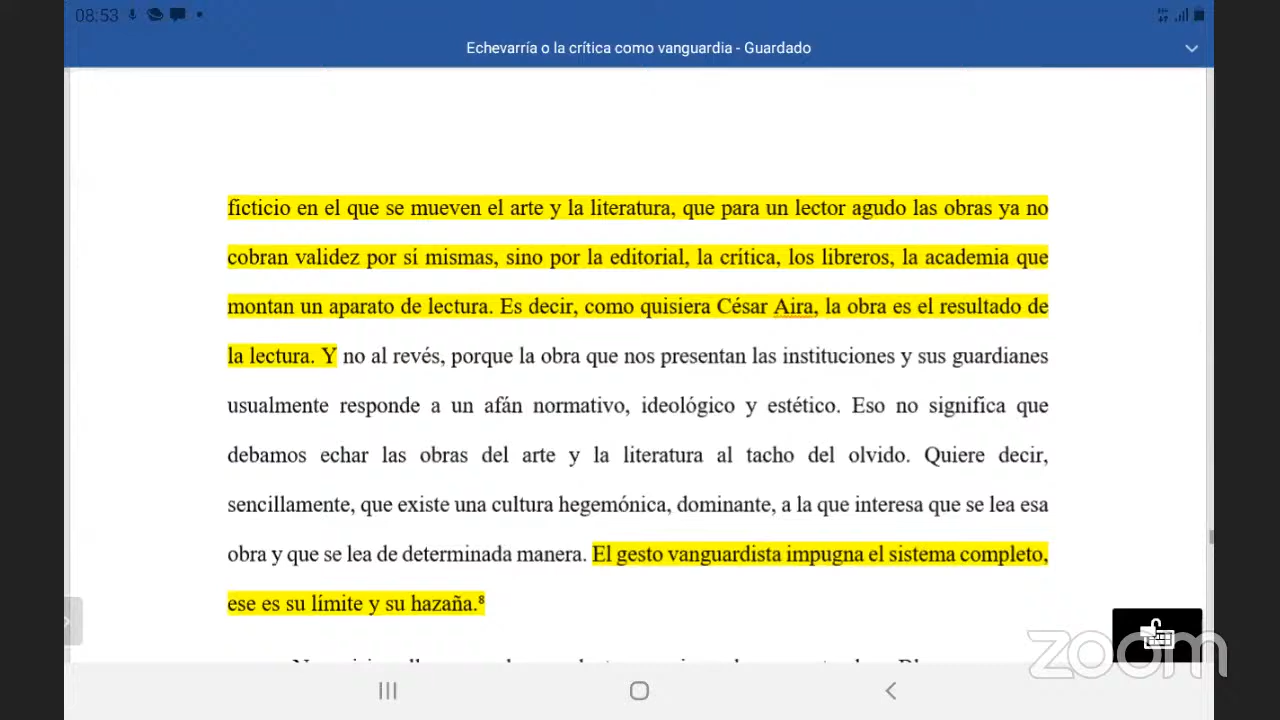 08:53
Echevarría o la crítica como vanguardia - Guardado
ficticio en el que se mueven el arte y la literatura, que para un lector agudo las obras ya no
cobran validez por sí mismas, sino por la editorial, la crítica, los libreros, la academia que
montan un aparato de lectura. Es decir, como quisiera César Aira, la obra es el resultado de
la lectura. Y no al revés, porque la obra que nos presentan las instituciones y sus guardianes
usualmente responde a un afán normativo, ideológico y estético. Eso no significa que
debamos echar las obras del arte y la literatura al tacho del olvido. Quiere decir,
sencillamente, que existe una cultura hegemónica, dominante, a la que interesa que se lea esa
obra y que se lea de determinada manera. El gesto vanguardista impugna el sistema completo,
ese es su límite y su hazaña.⁸
zoom